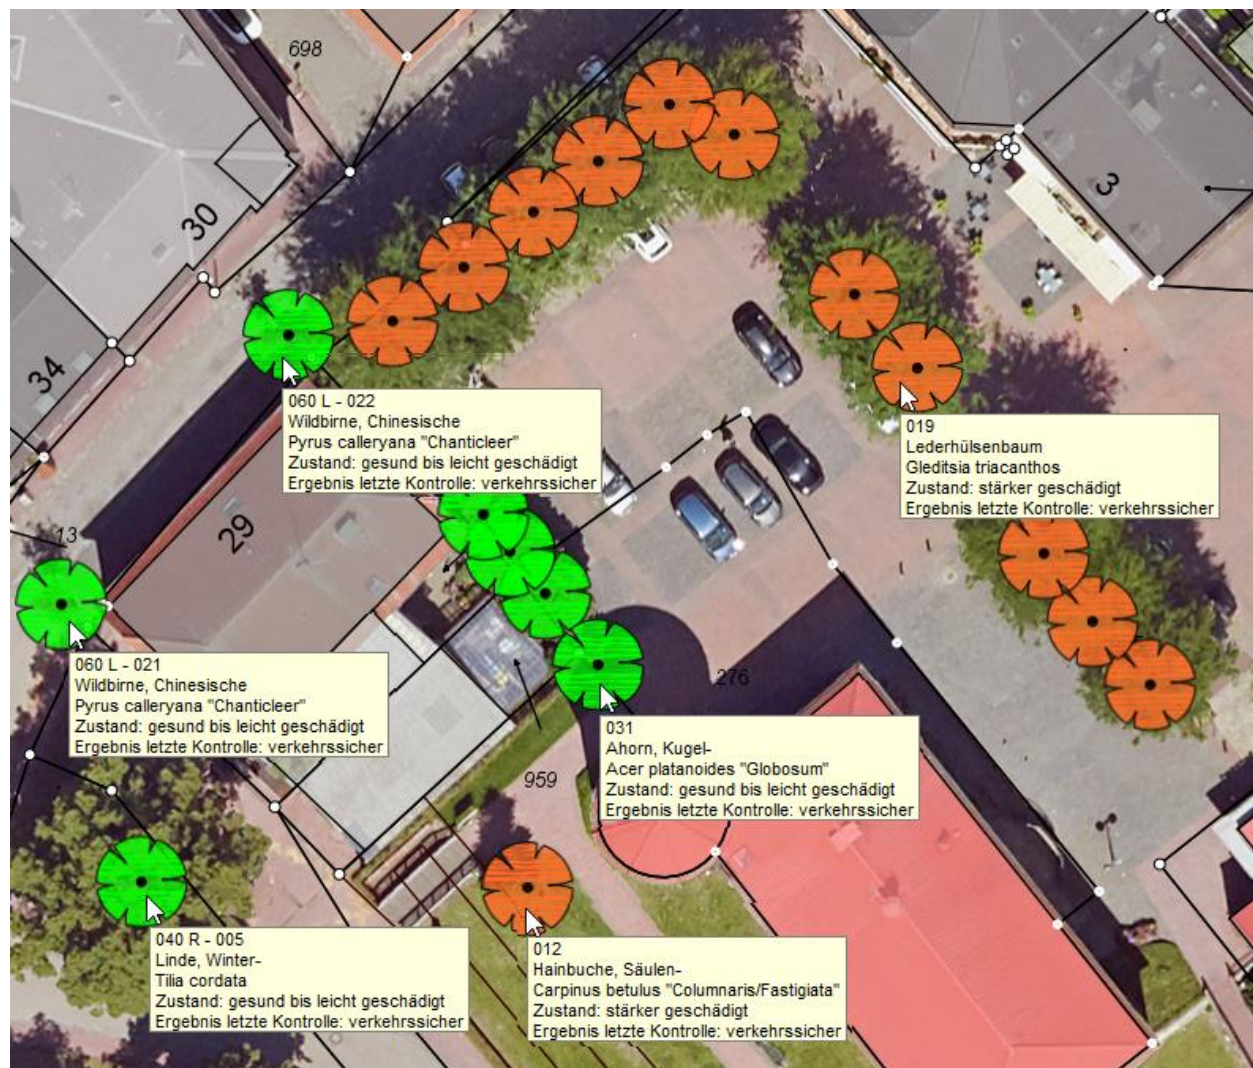 698
30
3
34
060 L - 022
Wildbirne, Chinesische
Pyrus calleryana "Chanticleer"
Zustand: gesund bis leicht geschädigt
Ergebnis letzte Kontrolle: verkehrssicher
019
Lederhülsenbaum
Gleditsia triacanthos
Zustand: stärker geschädigt
Ergebnis letzte Kontrolle: verkehrssicher
29
13
060 L - 021
Wildbirne, Chinesische
Pyrus calleryana "Chanticleer"
Zustand: gesund bis leicht geschädigt
Ergebnis letzte Kontrolle: verkehrssicher
276
031
Ahorn, Kugel-
Acer platanoides "Globosum"
Zustand: gesund bis leicht geschädigt
Ergebnis letzte Kontrolle: verkehrssicher
959
040 R - 005
Linde, Winter-
Tilia cordata
Zustand: gesund bis leicht geschädigt
Ergebnis letzte Kontrolle: verkehrssicher
012
Hainbuche, Säulen-
Carpinus betulus "Columnaris/Fastigiata"
Zustand: stärker geschädigt
Ergebnis letzte Kontrolle: verkehrssicher